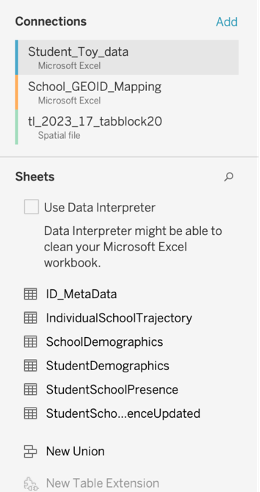 Connections Add
Student_Toy_data
Microsoft Excel
School_GEOID_Mapping
Microsoft Excel
tl_2023_17_tabblock20
Spatial file
Sheets
Use Data Interpreter
Data Interpreter might be able to
clean your Microsoft Excel
workbook.
ID_MetaData
IndividualSchoolTrajectory
SchoolDemographics
StudentDemographics
StudentSchoolPresence
StudentScho...enceUpdated
New Union
New Table Extension